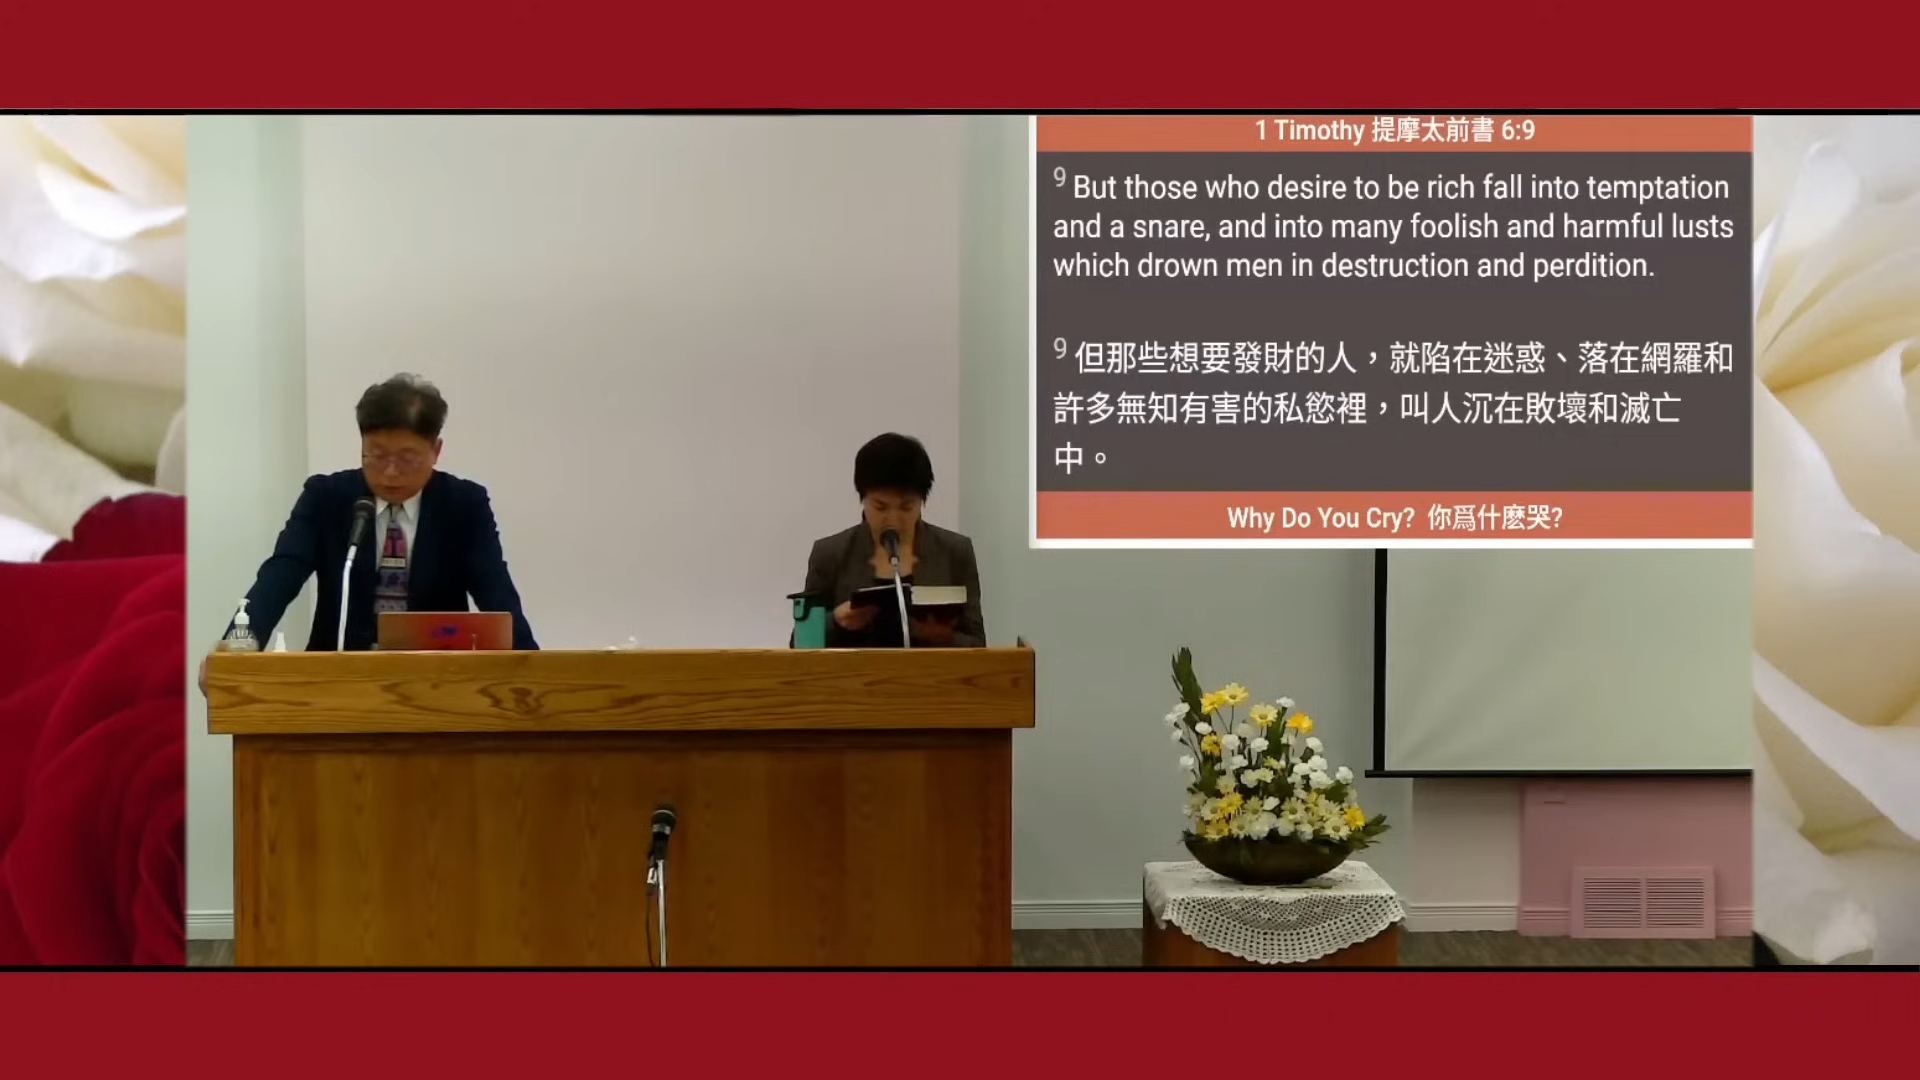 1 Timothy 提摩太前書 6:9
9 But those who desire to be rich fall into temptation
and a snare, and into many foolish and harmful lusts
which drown men in destruction and perdition.
9 但那些想要發財的人，就陷在迷惑、落在網羅和
許多無知有害的私慾裡，叫人沉在敗壞和滅亡
中。
Why Do You Cry? 你爲什麽哭?